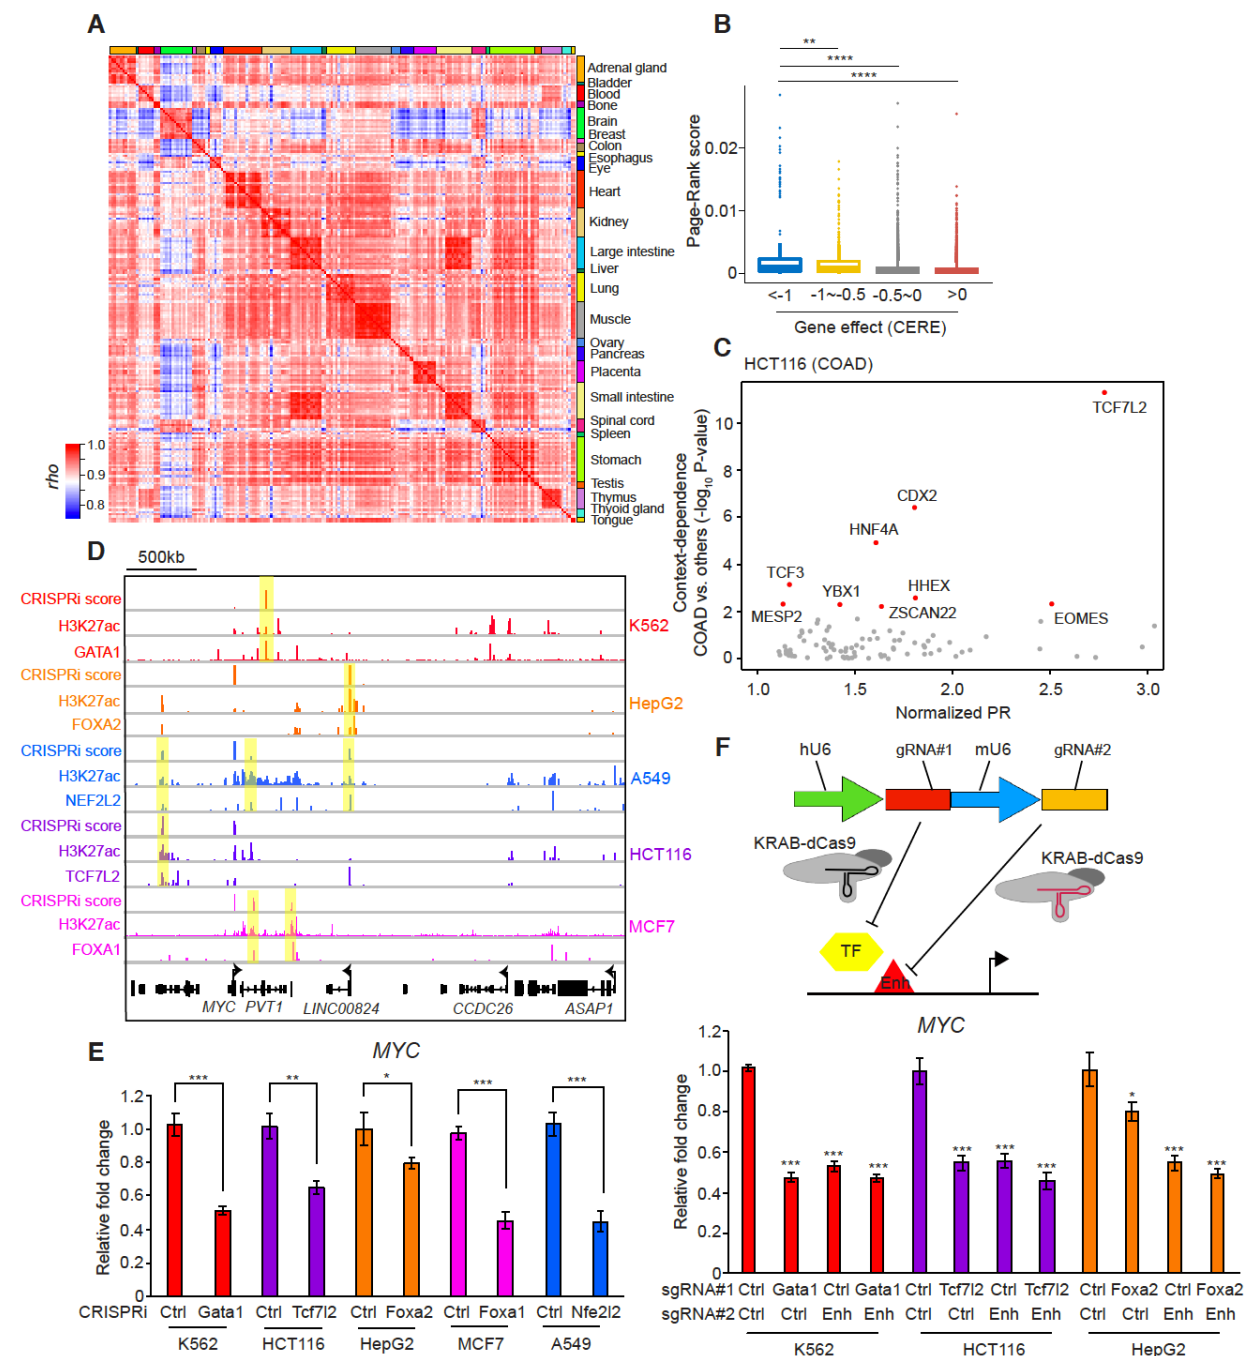 A
Adrenal gland
Bladder
Blood
Bone
Brain
Breast
Colon
Esophagus
Eye
Heart
Kidney
Large intestine
Liver
Lung
Muscle
Ovary
Pancreas
Placenta
Small intestine
Spinal cord
Spleen
Stomach
Testis
Thymus
Thyoid gland
Tongue
rho
1.0
0.9
0.8
B
**
****
****
Page-Rank score
0.02
0.01
0
<-1 -1~-0.5 -0.5~0 >0
Gene effect (CERE)
C
HCT116 (COAD)
Context-dependence
COAD vs. others (-log10 P-value)
10
8
6
4
2
0
TCF7L2
CDX2
HNF4A
TCF3
YBX1
HHEX
MESP2
ZSCAN22
EOMES
1.0 1.5 2.0 2.5 3.0
Normalized PR
D
500kb
CRISPRi score
H3K27ac
GATA1
K562
CRISPRi score
H3K27ac
FOXA2
HepG2
CRISPRi score
H3K27ac
NEF2L2
A549
CRISPRi score
H3K27ac
TCF7L2
HCT116
CRISPRi score
H3K27ac
FOXA1
MCF7
MYC PVT1 LINC00824 CCDC26 ASAP1
E
MYC
Relative fold change
1.2
1.0
0.8
0.6
0.4
0.2
0
*** ** * *** ***
CRISPRi Ctrl Gata1 Ctrl Tcf7l2 Ctrl Foxa2 Ctrl Foxa1 Ctrl Nfe2l2
K562 HCT116 HepG2 MCF7 A549
F
hU6 gRNA#1 mU6 gRNA#2
KRAB-dCas9
KRAB-dCas9
TF
Enh
MYC
Relative fold change
1.2
1.0
0.8
0.6
0.4
0.2
0
*** *** *** *** *** *** * *** ***
sgRNA#1 Ctrl Gata1 Ctrl Gata1 Ctrl Tcf7l2 Ctrl Tcf7l2 Ctrl Foxa2 Ctrl Foxa2
sgRNA#2 Ctrl Ctrl Enh Enh Ctrl Ctrl Enh Enh Ctrl Ctrl Enh Enh
K562 HCT116 HepG2